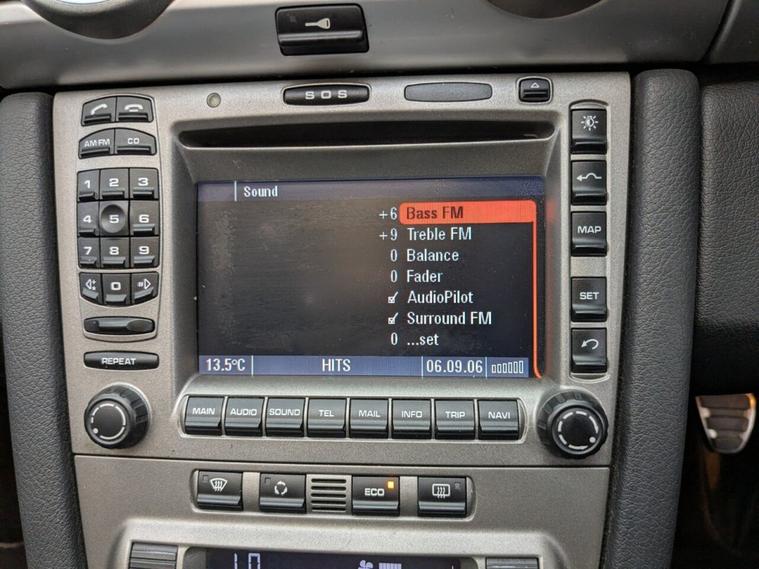 SOS
AM FM CD
1 2 3
4 5 6
7 8 9
0
REPEAT
Sound
+6 Bass FM
+9 Treble FM
0 Balance
0 Fader
AudioPilot
Surround FM
0 ...set
13.5°C HITS 06.09.06
MAP
SET
MAIN AUDIO SOUND TEL MAIL INFO TRIP NAVI
ECO